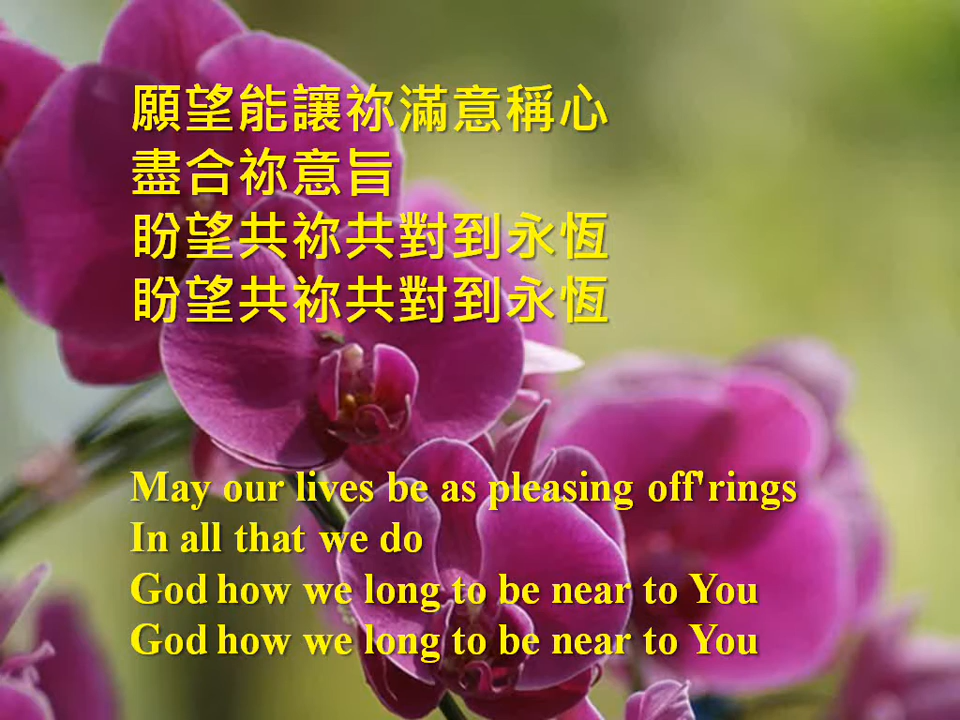 願望能讓祢滿意稱心
盡合祢意旨
盼望共祢共對到永恆
盼望共祢共對到永恆
May our lives be as pleasing off'rings
In all that we do
God how we long to be near to You
God how we long to be near to You